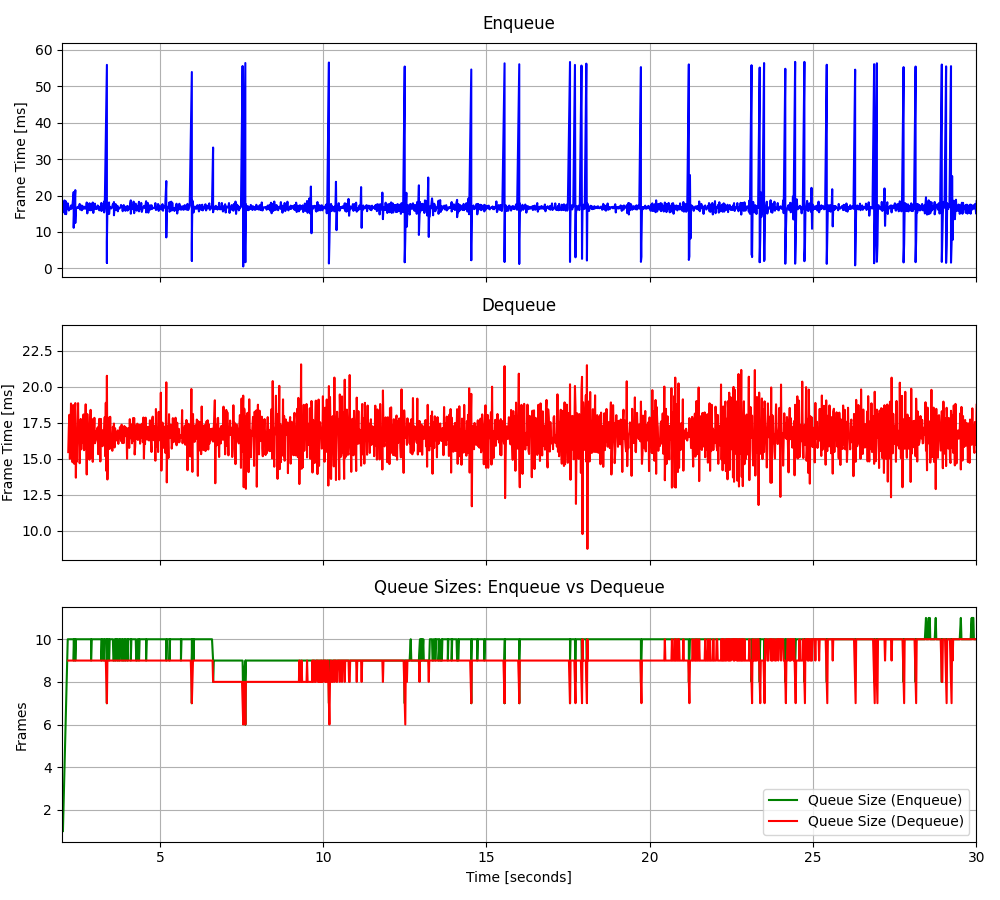 Enqueue
60
50
40
30
20
10
0
Frame Time [ms]
Dequeue
22.5
20.0
17.5
15.0
12.5
10.0
Frame Time [ms]
Queue Sizes: Enqueue vs Dequeue
10
8
6
4
2
Frames
Queue Size (Enqueue)
Queue Size (Dequeue)
5 10 15 20 25 30
Time [seconds]